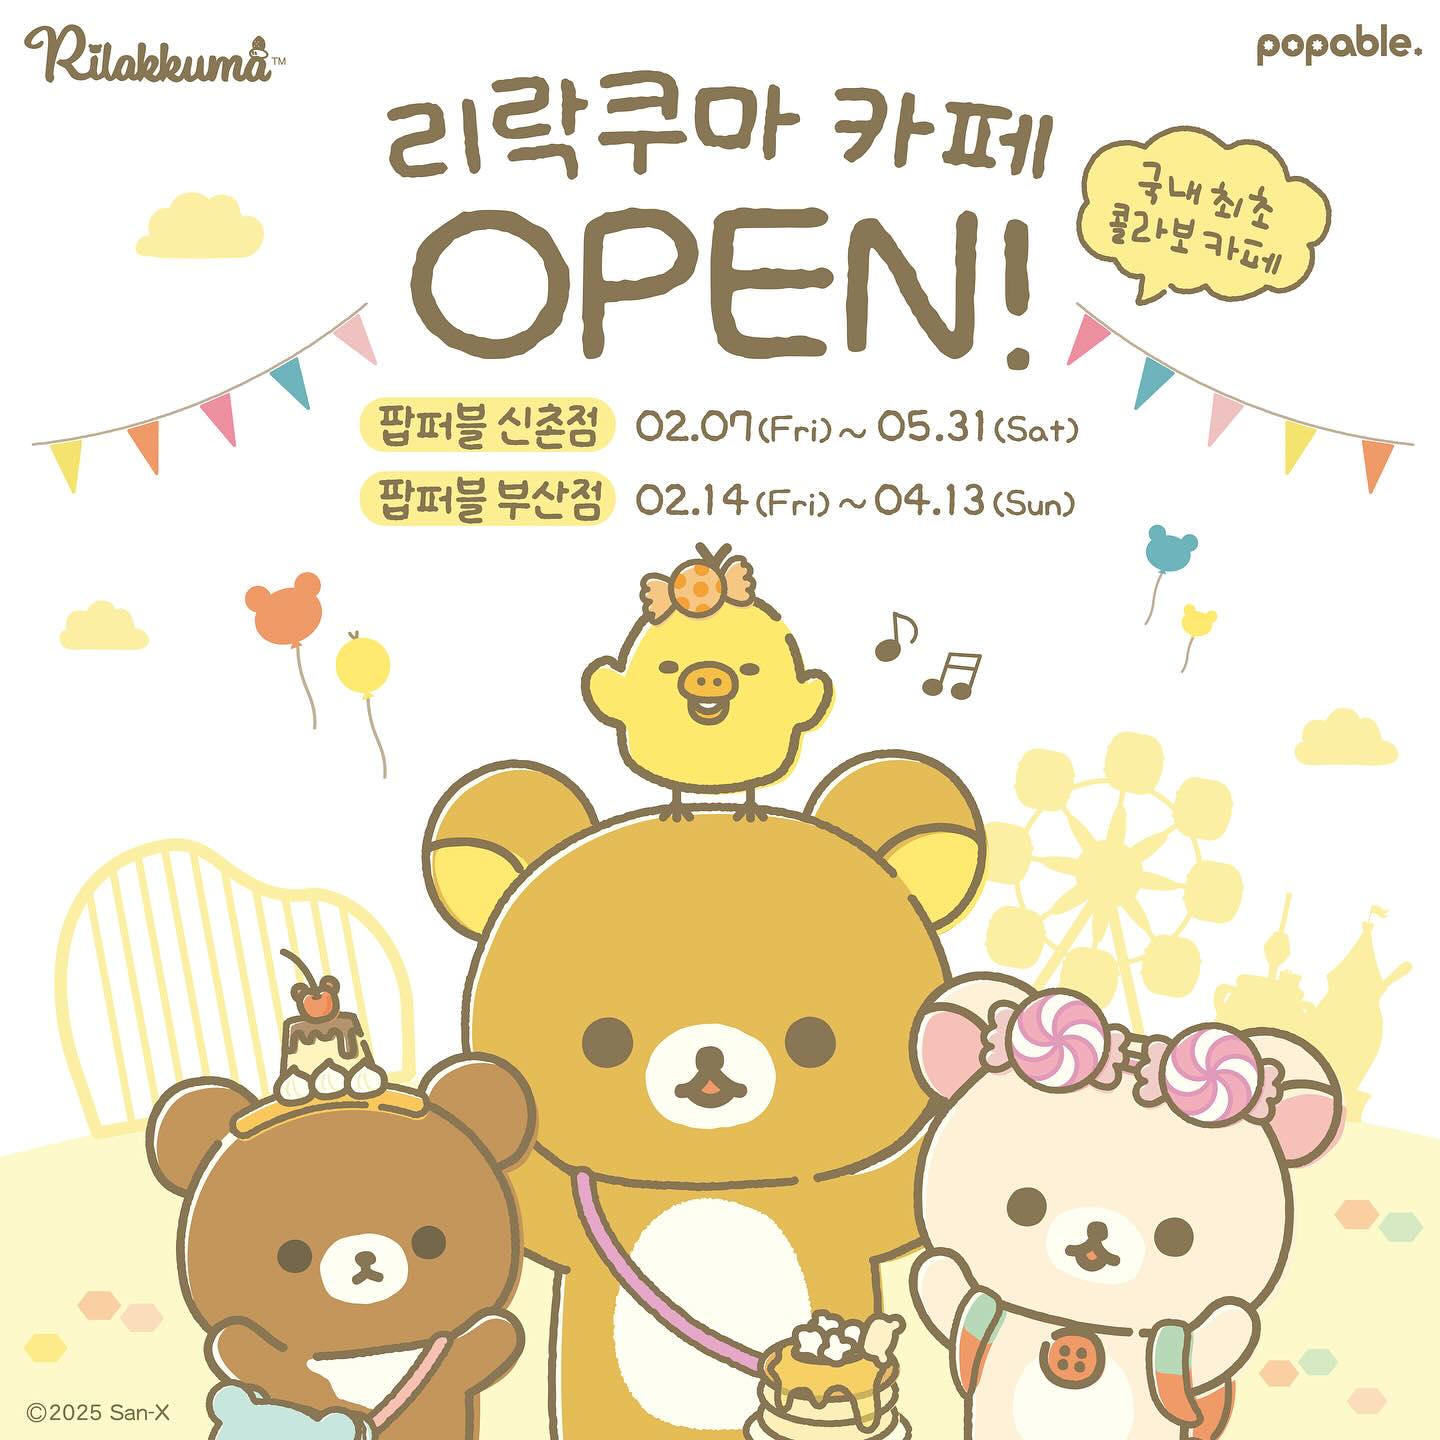 Rilakkuma™
popable.
리락쿠마 카페
OPEN!
국내 최초
콜라보 카페
팝퍼블 신촌점 02.07(Fri) ~ 05.31(Sat)
팝퍼블 부산점 02.14(Fri) ~ 04.13(Sun)
©2025 San-X